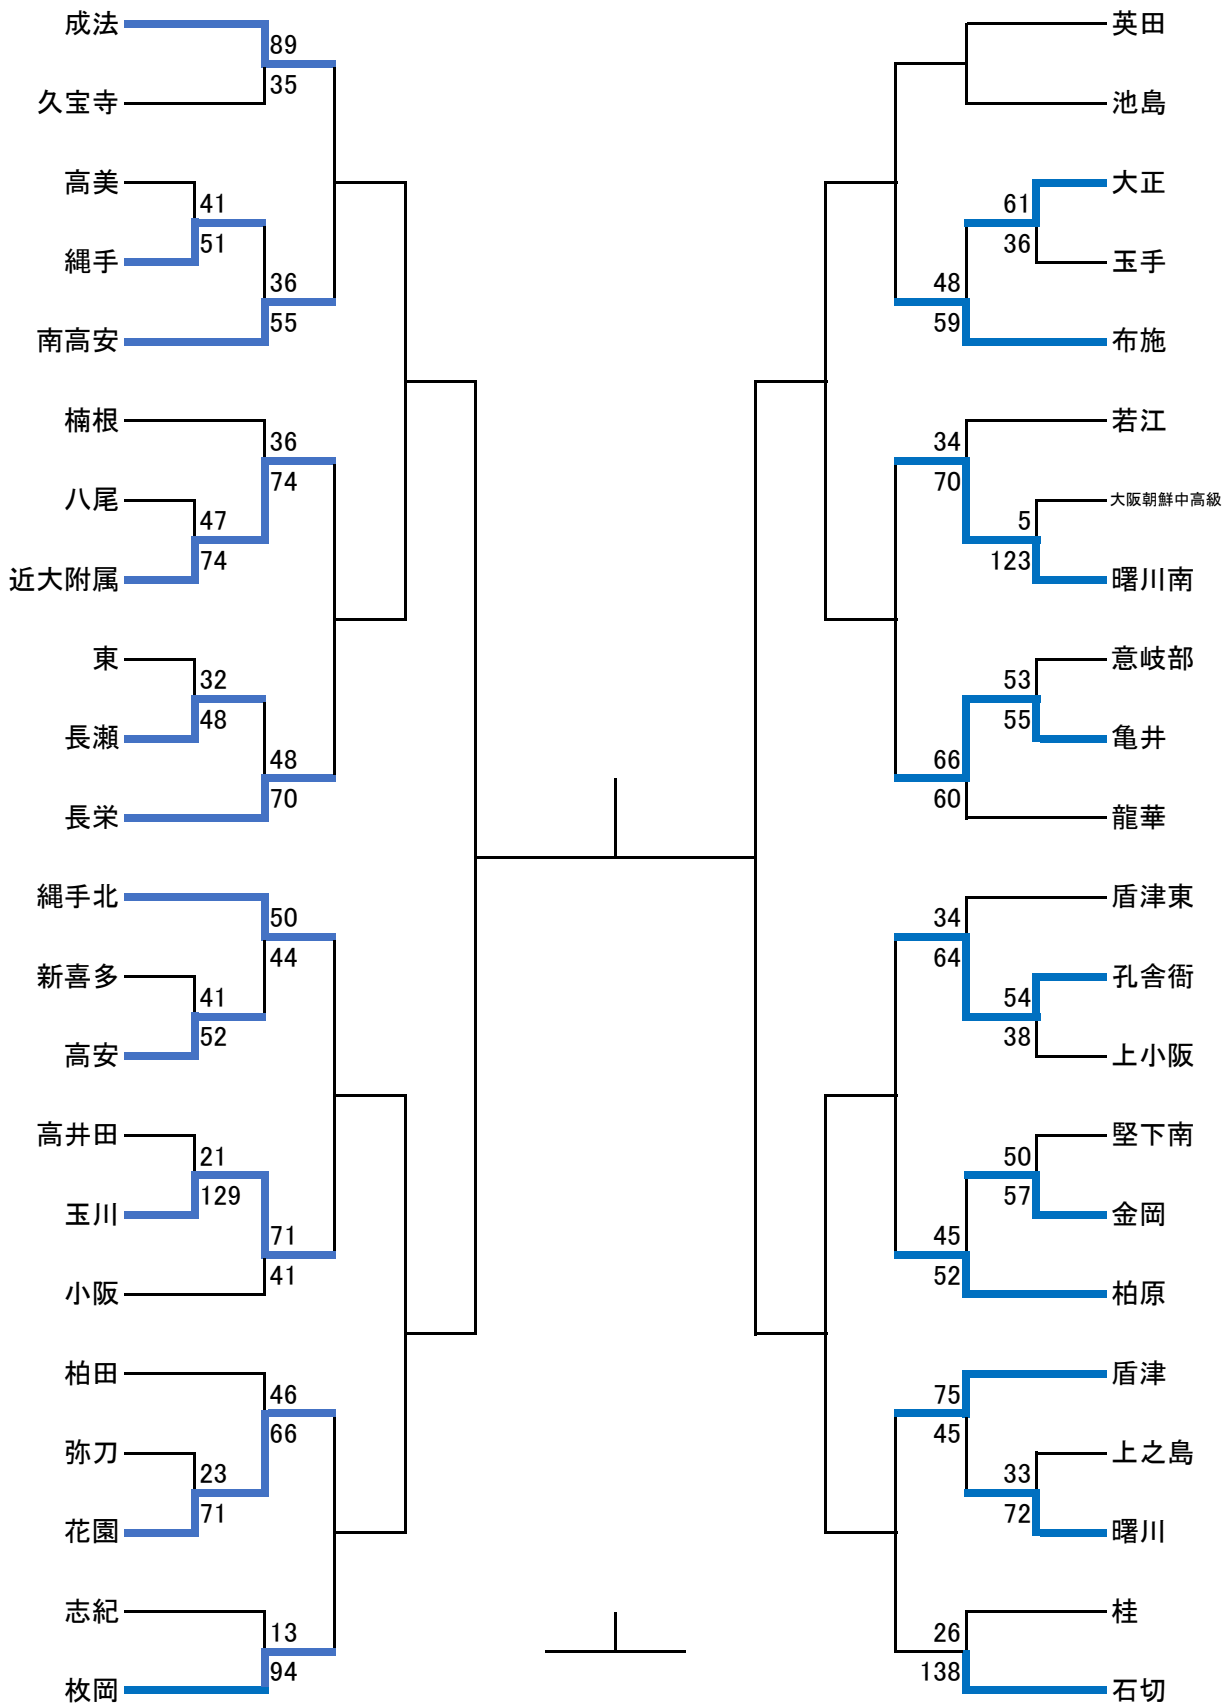 成法
89
35
久宝寺
高美
41
51
縄手
36
55
南高安
楠根
36
74
八尾
47
74
近大附属
東
32
48
長瀬
48
70
長栄
縄手北
50
44
新喜多
41
52
高安
高井田
21
129
玉川
71
41
小阪
柏田
46
66
弥刀
23
71
花園
志紀
13
94
枚岡
英田
池島
大正
61
36
玉手
48
59
布施
若江
34
70
大阪朝鮮中高級
5
123
曙川南
意岐部
53
55
亀井
66
60
龍華
盾津東
34
64
孔舎衙
54
38
上小阪
堅下南
50
57
金岡
45
52
柏原
盾津
75
45
上之島
33
72
曙川
桂
26
138
石切